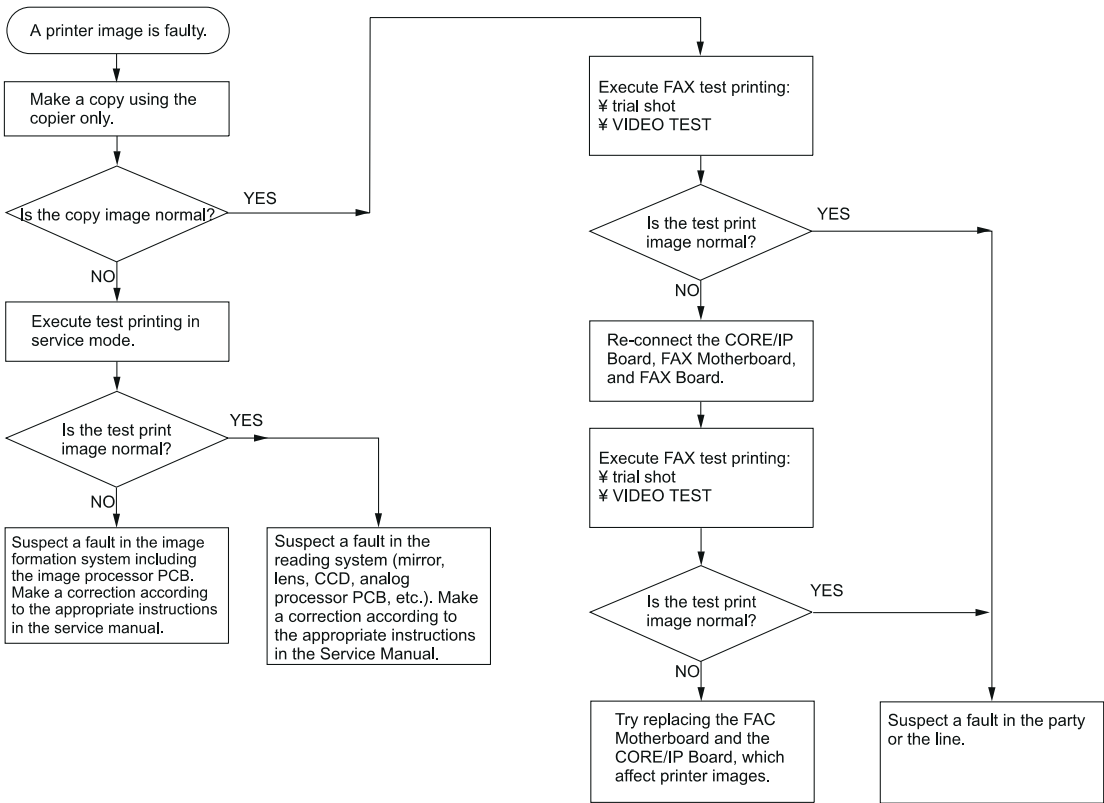 A printer image is faulty.
Make a copy using the
copier only.
Is the copy image normal?
YES
NO
Execute test printing in
service mode.
Is the test print
image normal?
YES
NO
Suspect a fault in the image
formation system including
the image processor PCB.
Make a correction according
to the appropriate instructions
in the service manual.
Suspect a fault in the
reading system (mirror,
lens, CCD, analog
processor PCB, etc.). Make
a correction according to
the appropriate instructions
in the Service Manual.
Execute FAX test printing:
¥ trial shot
¥ VIDEO TEST
Is the test print
image normal?
YES
NO
Re-connect the CORE/IP
Board, FAX Motherboard,
and FAX Board.
Execute FAX test printing:
¥ trial shot
¥ VIDEO TEST
Is the test print
image normal?
YES
NO
Try replacing the FAC
Motherboard and the
CORE/IP Board, which
affect printer images.
Suspect a fault in the party
or the line.